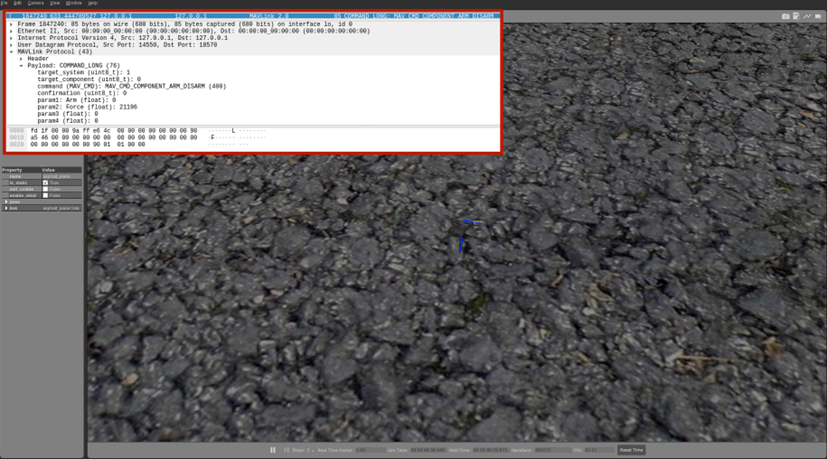 File Edit Camera View Window Help
1847240 633.444789527 127.0.0.1 127.0.0.1 MAVLink 2.0 85 COMMAND_LONG: MAV_CMD_COMPONENT_ARM_DISARM
Frame 1847240: 85 bytes on wire (680 bits), 85 bytes captured (680 bits) on interface lo, id 0
Ethernet II, Src: 00:00:00_00:00:00 (00:00:00:00:00:00), Dst: 00:00:00_00:00:00 (00:00:00:00:00:00)
Internet Protocol Version 4, Src: 127.0.0.1, Dst: 127.0.0.1
User Datagram Protocol, Src Port: 14550, Dst Port: 18570
MAVLink Protocol (43)
Header
Payload: COMMAND_LONG (76)
target_system (uint8_t): 1
target_component (uint8_t): 0
command (MAV_CMD): MAV_CMD_COMPONENT_ARM_DISARM (400)
confirmation (uint8_t): 0
param1: Arm (float): 0
param2: Force (float): 21196
param3 (float): 0
param4 (float): 0
0000 fd 1f 00 00 9a ff e6 4c 00 00 00 00 00 00 00 98 ·······L ········
0010 a5 46 00 00 00 00 00 00 00 00 00 00 00 00 00 00 ·F······ ········
0020 00 00 00 00 00 00 90 01 01 00 00 ········ ···
Property Value
name asphalt_plane
is_static True
self_collide False
enable_wind False
pose
link asphalt_plane::link
Steps: 1 Real Time Factor: 1.00 Sim Time: Real Time: Iterations: FPS: Reset Time